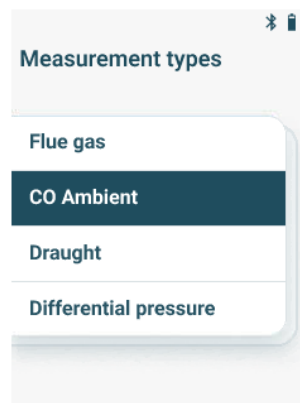 Measurement types
Flue gas
CO Ambient
Draught
Differential pressure